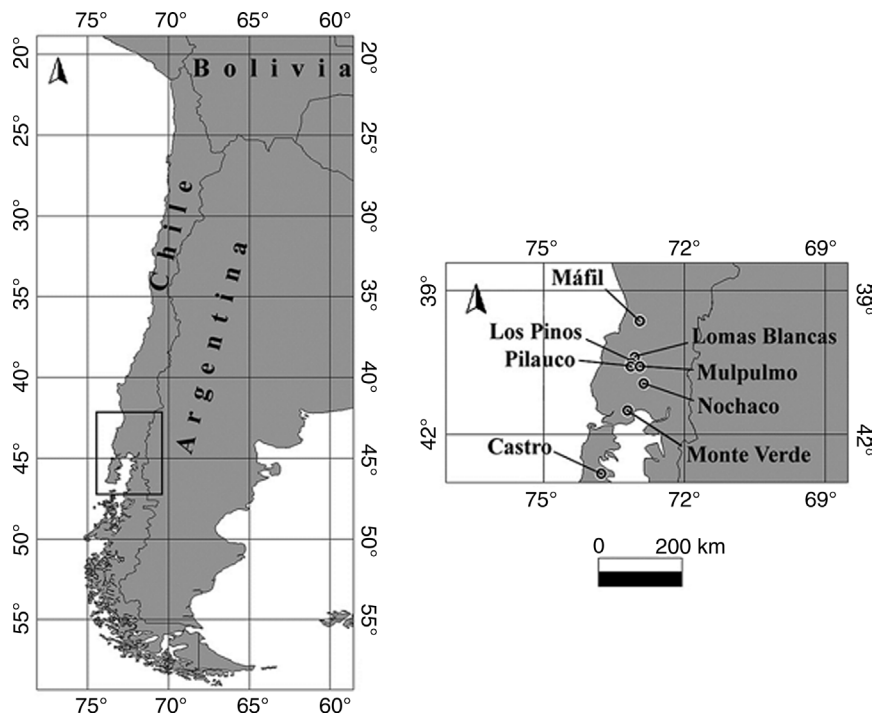 75° 70° 65° 60°
20° 20°
25° 25°
30° 30°
35° 35°
40° 40°
45° 45°
50° 50°
55° 55°
75° 70° 65° 60°
Bolivia
Chile
Argentina
75° 72° 69°
39° 39°
42° 42°
75° 72° 69°
Máfil
Los Pinos
Lomas Blancas
Pilauco
Mulpulmo
Nochaco
Monte Verde
Castro
0 200 km